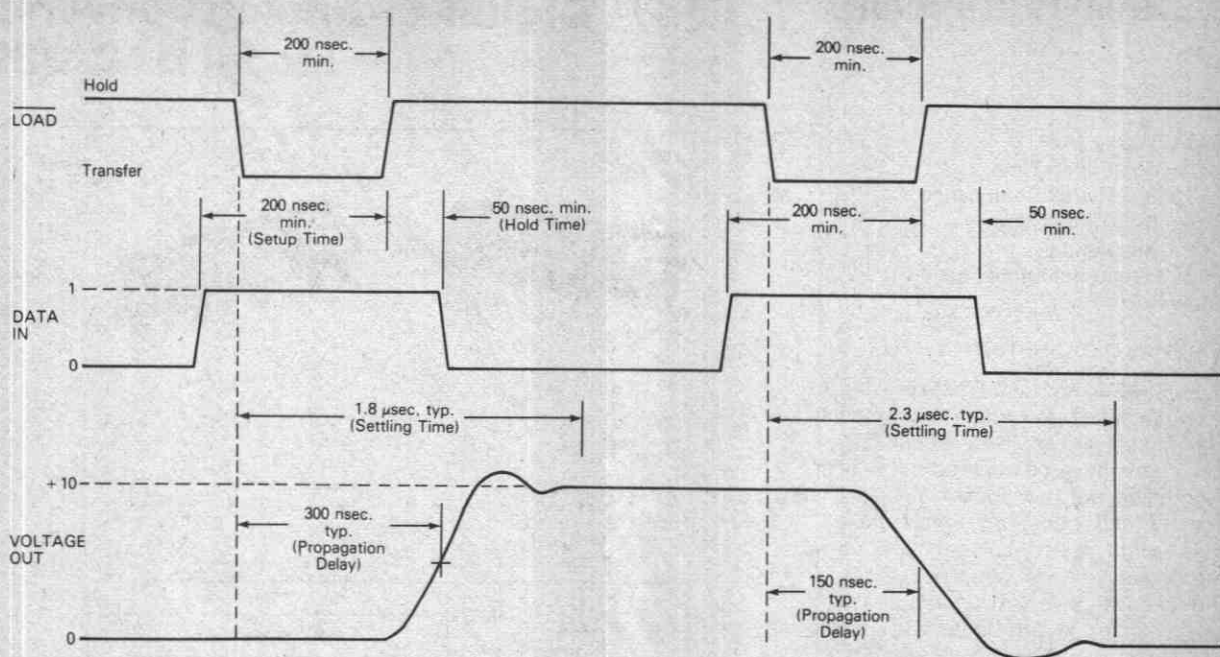 200 nsec.
min.
200 nsec.
min.
Hold
LOAD
Transfer
200 nsec.
min.
(Setup Time)
50 nsec. min.
(Hold Time)
200 nsec.
min.
50 nsec.
min.
1
DATA
IN
0
1.8 μsec. typ.
(Settling Time)
2.3 μsec. typ.
(Settling Time)
+10
VOLTAGE
OUT
300 nsec.
typ.
(Propagation
Delay)
150 nsec.
typ.
(Propagation
Delay)
0